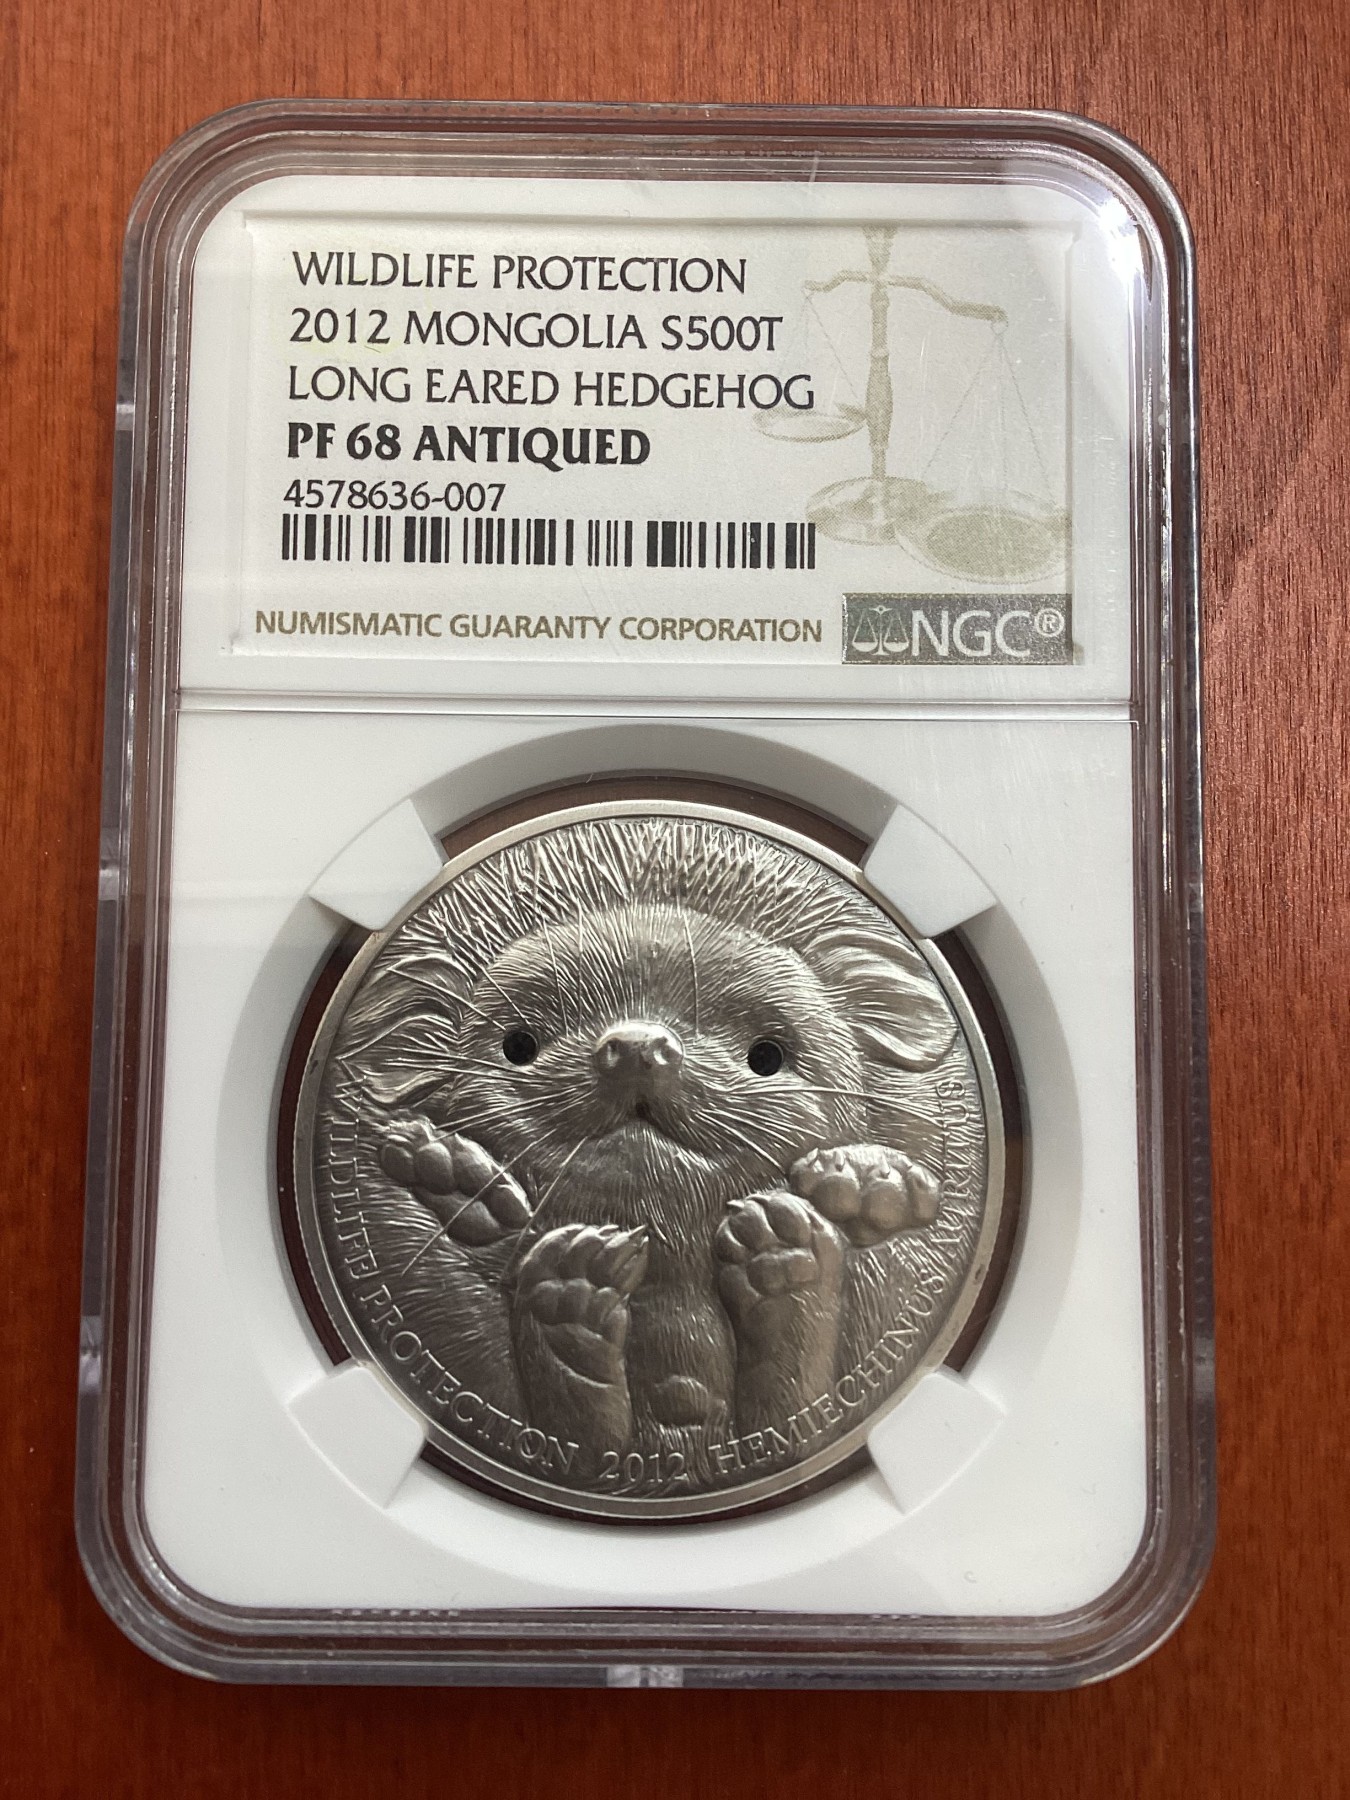 WILDLIFE PROTECTION
2012 MONGOLIA S500T
LONG EARED HEDGEHOG
PF 68 ANTIQUED
4578636-007
NUMISMATIC GUARANTY CORPORATION
NGC®
WILDLIFE PROTECTION 2012 HEMIECHINUS AURITUS